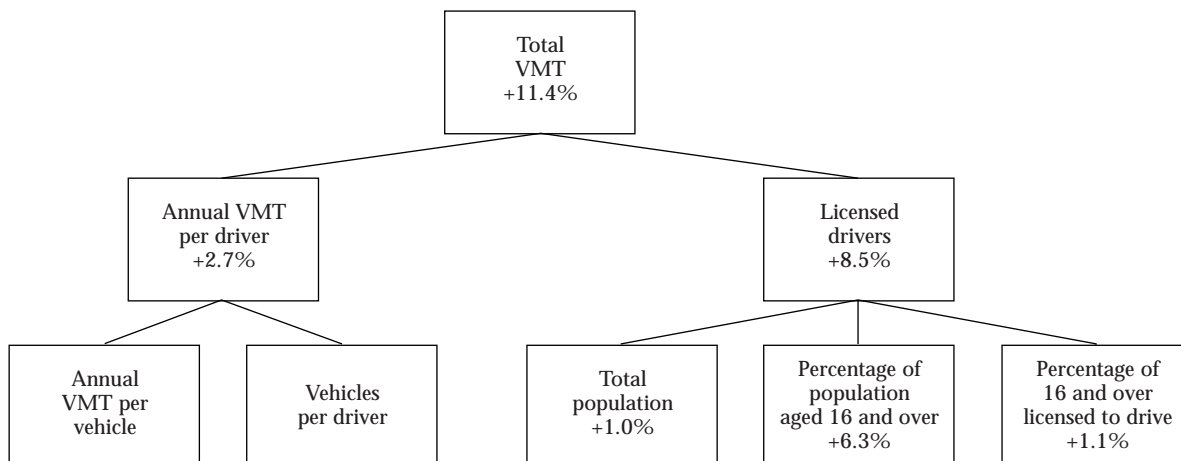 Total
VMT
+11.4%
Annual VMT
per driver
+2.7%
Licensed
drivers
+8.5%
Annual
VMT per
vehicle
Vehicles
per driver
Total
population
+1.0%
Percentage of
population
aged 16 and over
+6.3%
Percentage of
16 and over
licensed to drive
+1.1%